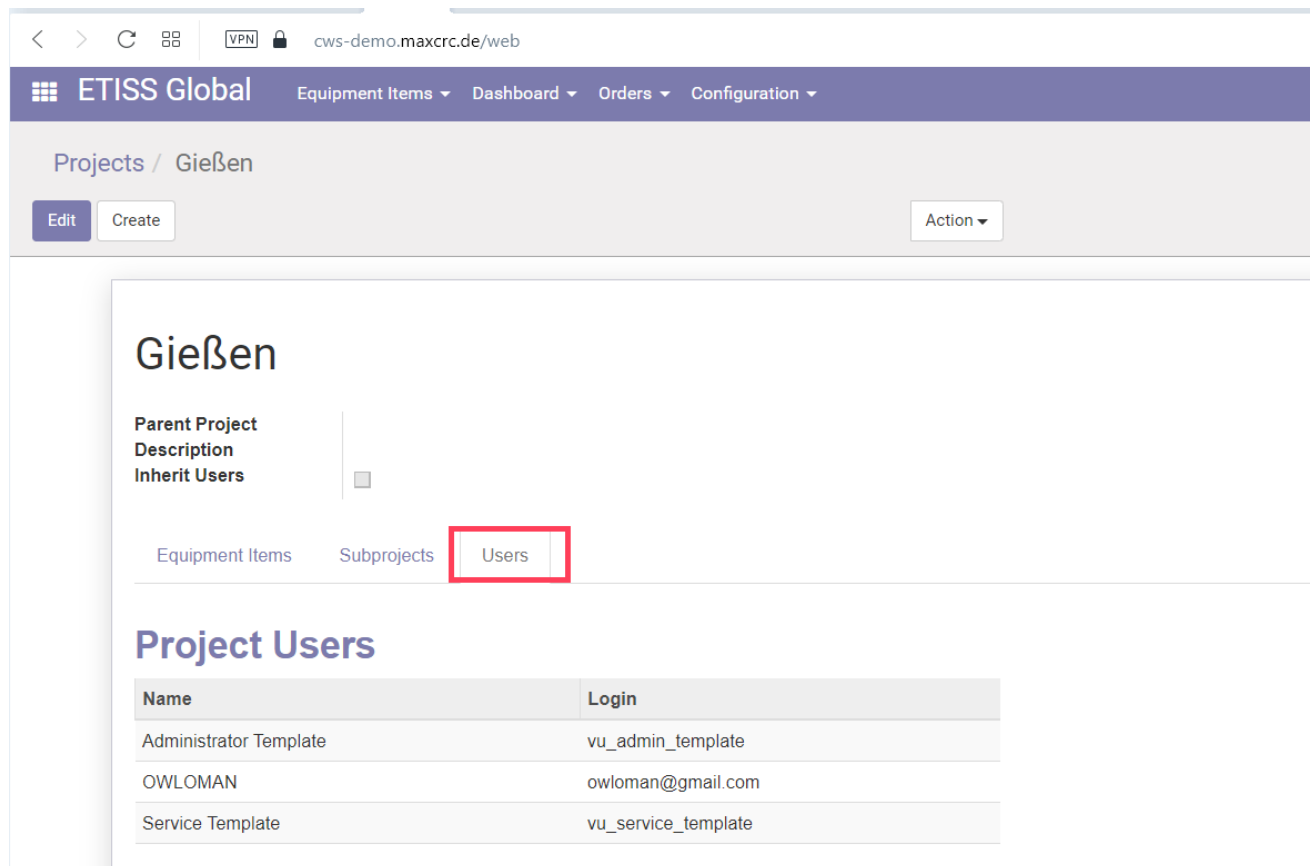 VPN cws-demo.maxcrc.de/web
ETISS Global Equipment Items Dashboard Orders Configuration
Projects / Gießen
Edit Create Action
Gießen
Parent Project
Description
Inherit Users
Equipment Items Subprojects Users
Project Users
Name Login
Administrator Template vu_admin_template
OWLOMAN owloman@gmail.com
Service Template vu_service_template